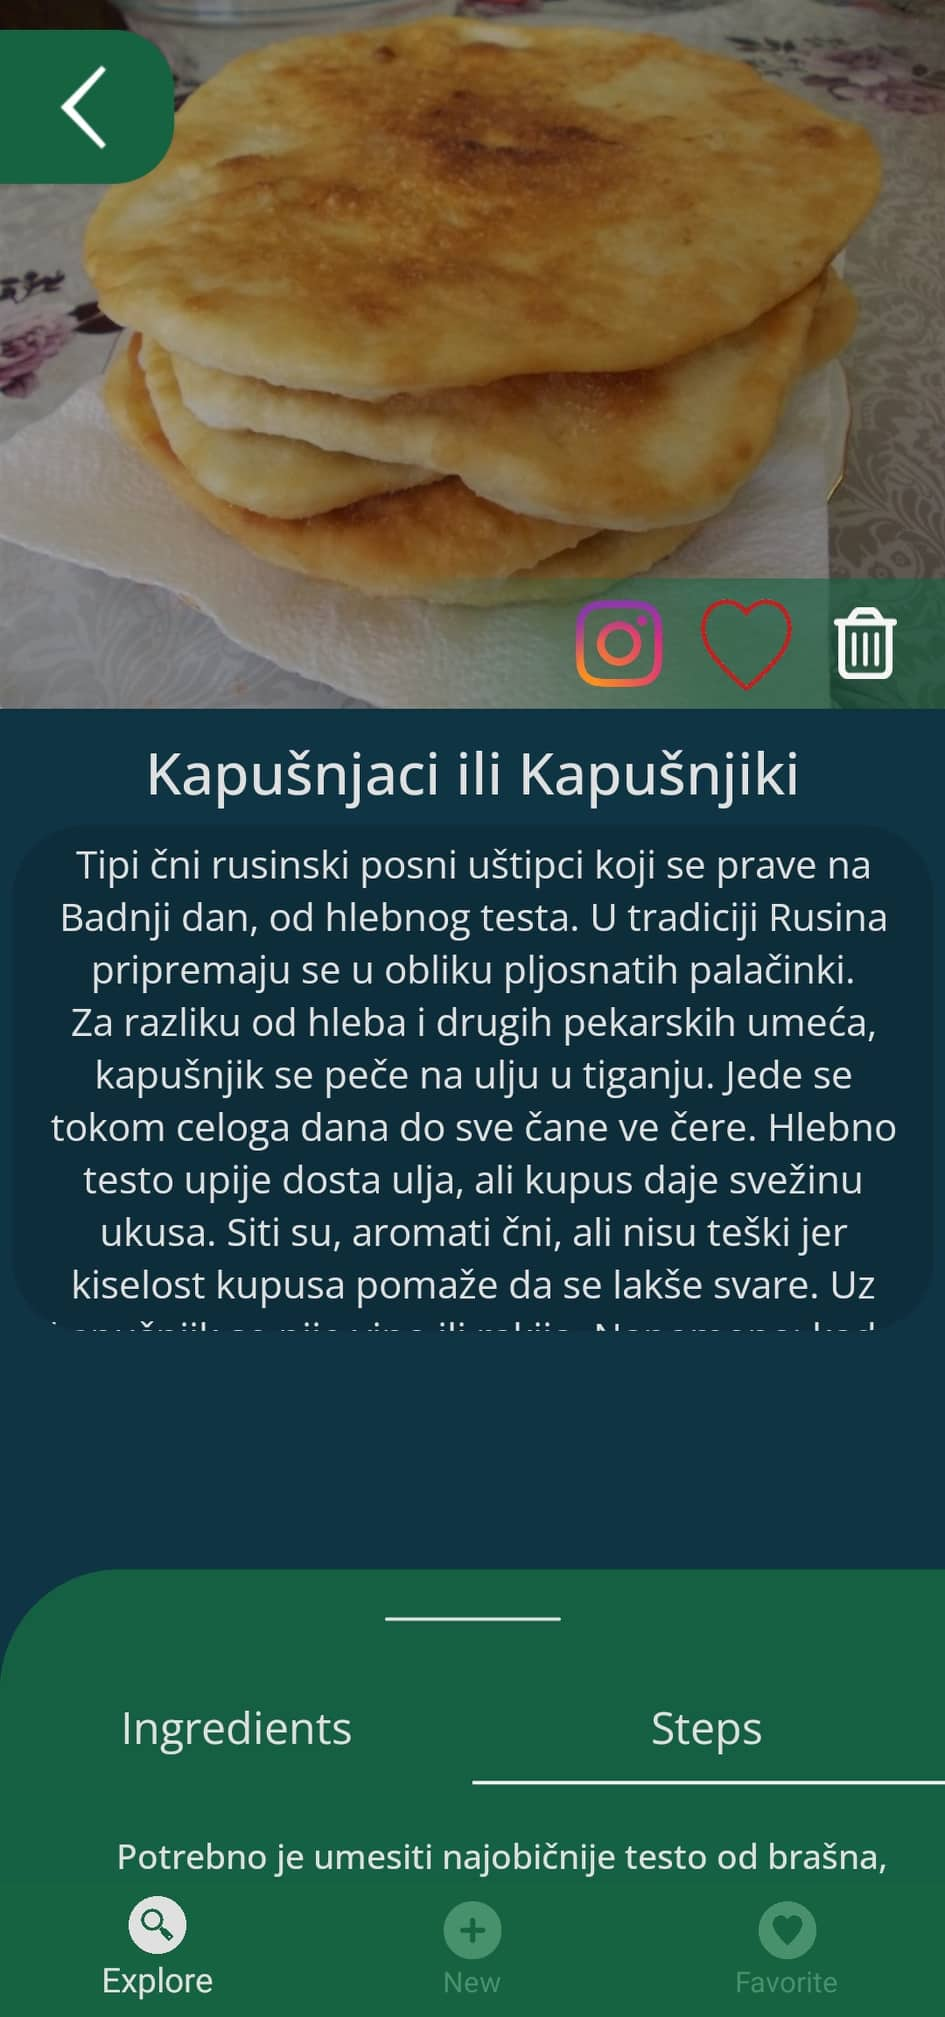 Kapušnjaci ili Kapušnjiki
Tipi čni rusinski posni uštipci koji se prave na
Badnji dan, od hlebnog testa. U tradiciji Rusina
pripremaju se u obliku pljosnatih palačinki.
Za razliku od hleba i drugih pekarskih umeća,
kapušnjik se peče na ulju u tiganju. Jede se
tokom celoga dana do sve čane ve čere. Hlebno
testo upije dosta ulja, ali kupus daje svežinu
ukusa. Siti su, aromati čni, ali nisu teški jer
kiselost kupusa pomaže da se lakše svare. Uz
Ingredients
Steps
Potrebno je umesiti najobičnije testo od brašna,
Explore
New
Favorite